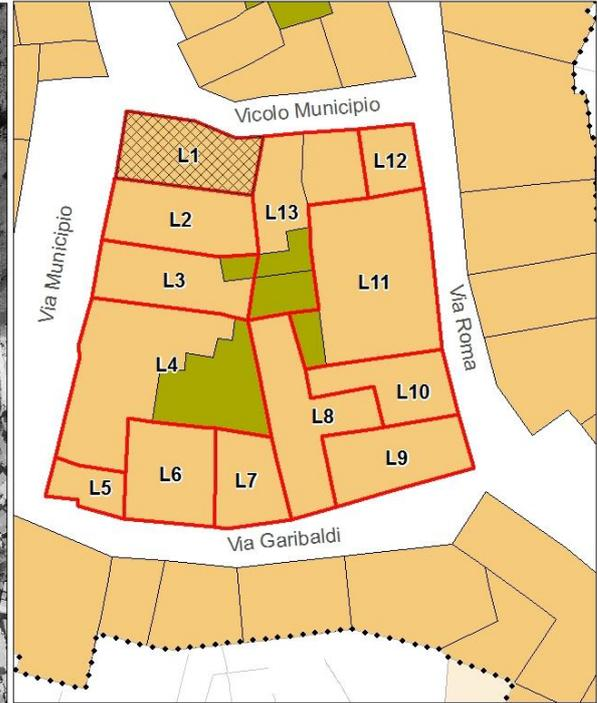 Vicolo Municipio
L1
L12
L2
L13
Via Municipio
L3
L11
Via Roma
L4
L10
L8
L9
L6
L7
L5
Via Garibaldi